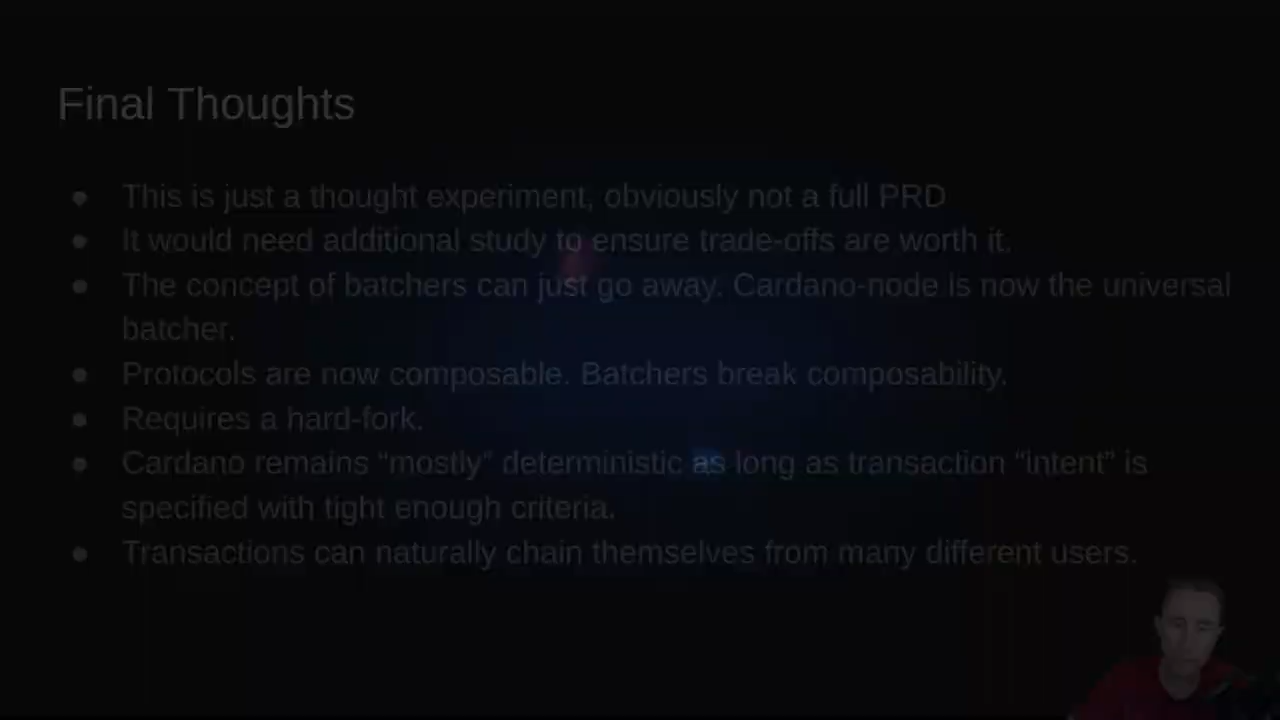 Final Thoughts
● This is just a thought experiment, obviously not a full PRD
● It would need additional study to ensure trade-offs are worth it.
● The concept of batchers can just go away. Cardano-node is now the universal
batcher.
● Protocols are now composable. Batchers break composability.
● Requires a hard-fork.
● Cardano remains “mostly” deterministic as long as transaction “intent” is
specified with tight enough criteria.
● Transactions can naturally chain themselves from many different users.